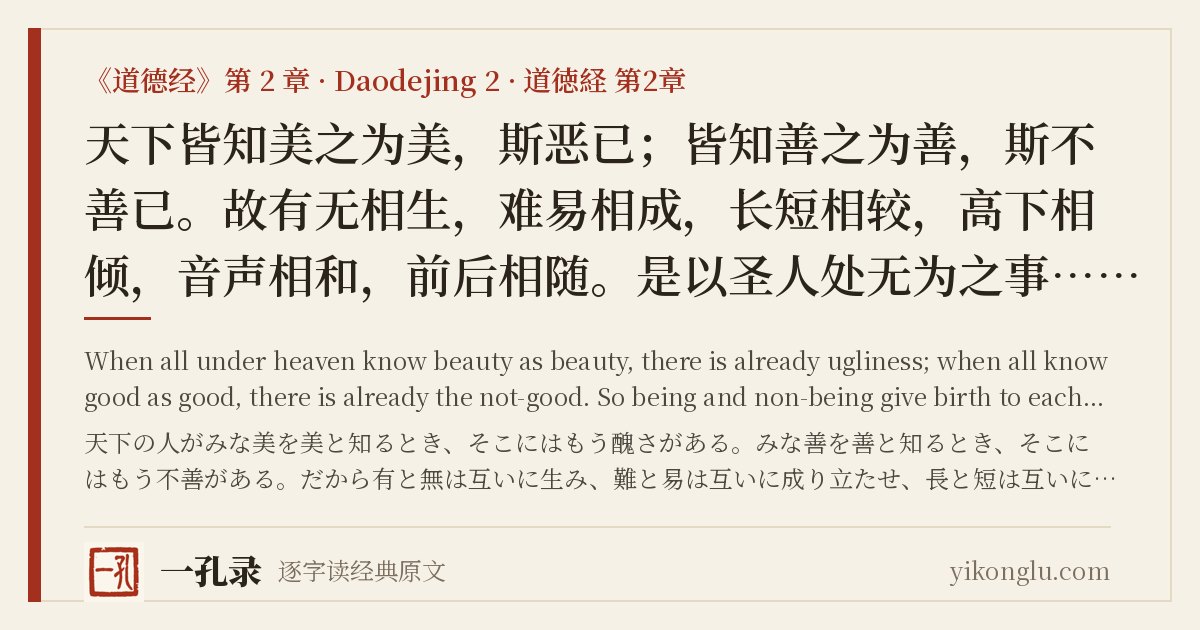 《道德经》第 2 章 · Daodejing 2 · 道徳経 第2章
天下皆知美之为美，斯恶已；皆知善之为善，斯不
善已。故有无相生，难易相成，长短相较，高下相
倾，音声相和，前后相随。是以圣人处无为之事……
When all under heaven know beauty as beauty, there is already ugliness; when all know
good as good, there is already the not-good. So being and non-being give birth to each...
天下の人がみな美を美と知るとき、そこにはもう醜さがある。みな善を善と知るとき、そこに
はもう不善がある。だから有と無は互いに生み、難と易は互いに成り立たせ、長と短は互いに…
一孔
一孔录 逐字读经典原文
yikonglu.com